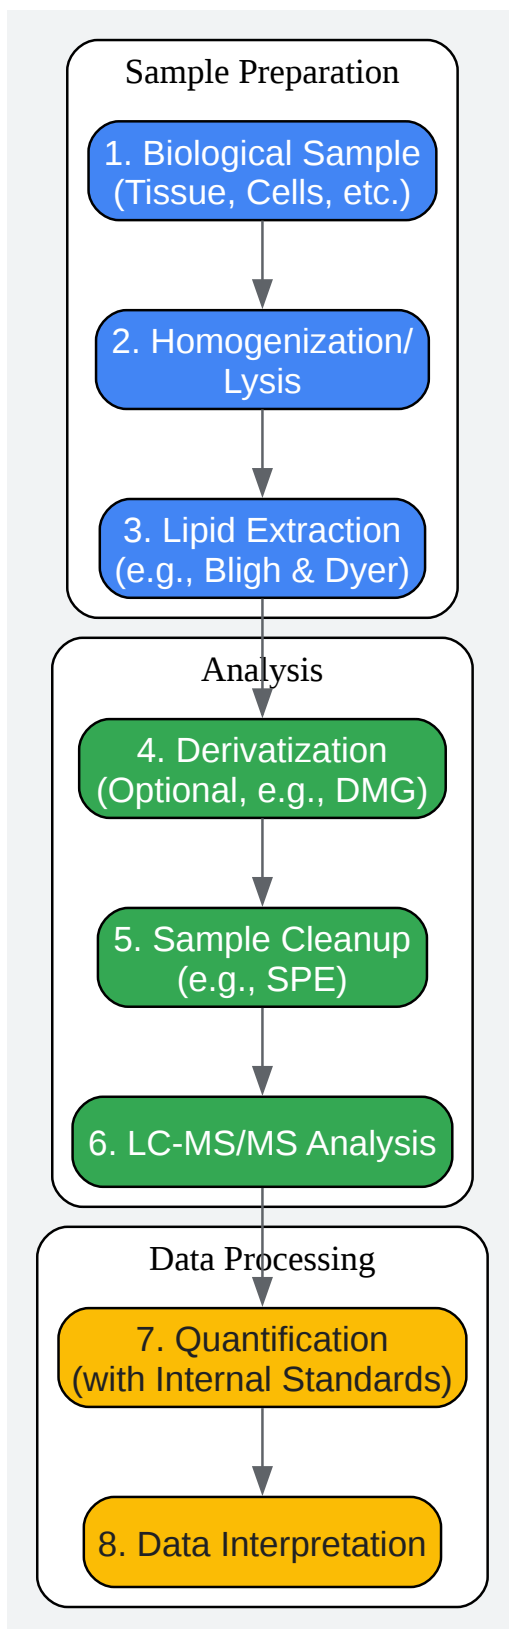 Sample Preparation
1. Biological Sample
(Tissue, Cells, etc.)
2. Homogenization/
Lysis
3. Lipid Extraction
(e.g., Bligh & Dyer)
Analysis
4. Derivatization
(Optional, e.g., DMG)
5. Sample Cleanup
(e.g., SPE)
6. LC-MS/MS Analysis
Data Processing
7. Quantification
(with Internal Standards)
8. Data Interpretation